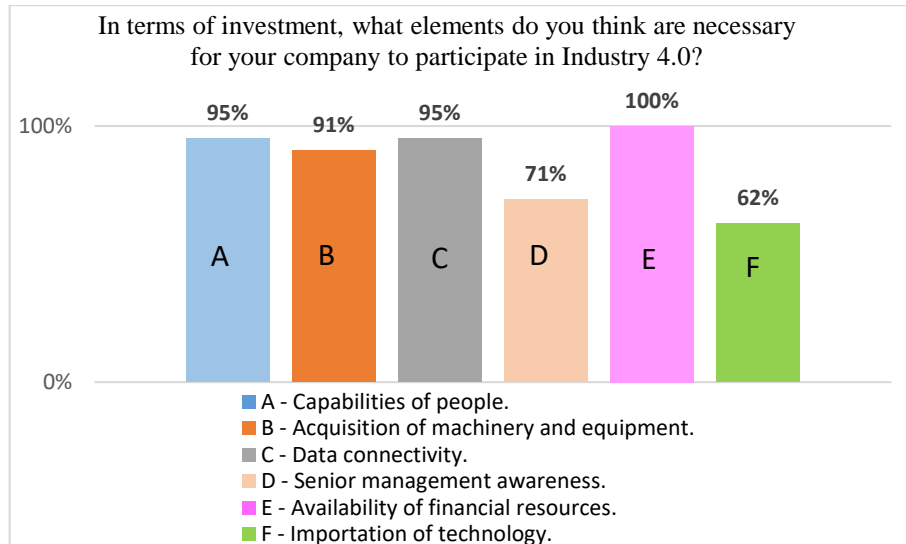 In terms of investment, what elements do you think are necessary
for your company to participate in Industry 4.0?
100%
95%
91%
95%
71%
100%
62%
A
B
C
D
E
F
0%
A - Capabilities of people.
B - Acquisition of machinery and equipment.
C - Data connectivity.
D - Senior management awareness.
E - Availability of financial resources.
F - Importation of technology.